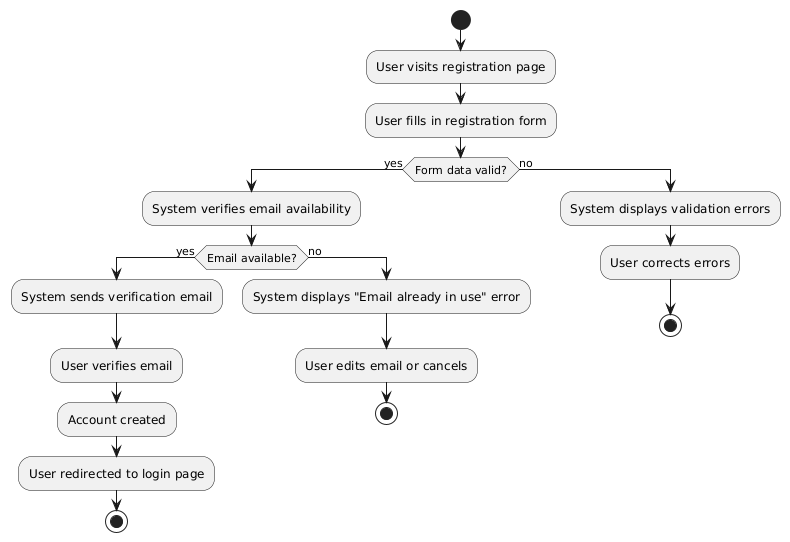 User visits registration page
User fills in registration form
yes
Form data valid?
no
System verifies email availability
System displays validation errors
yes
Email available?
no
User corrects errors
System sends verification email
System displays "Email already in use" error
User verifies email
User edits email or cancels
Account created
User redirected to login page